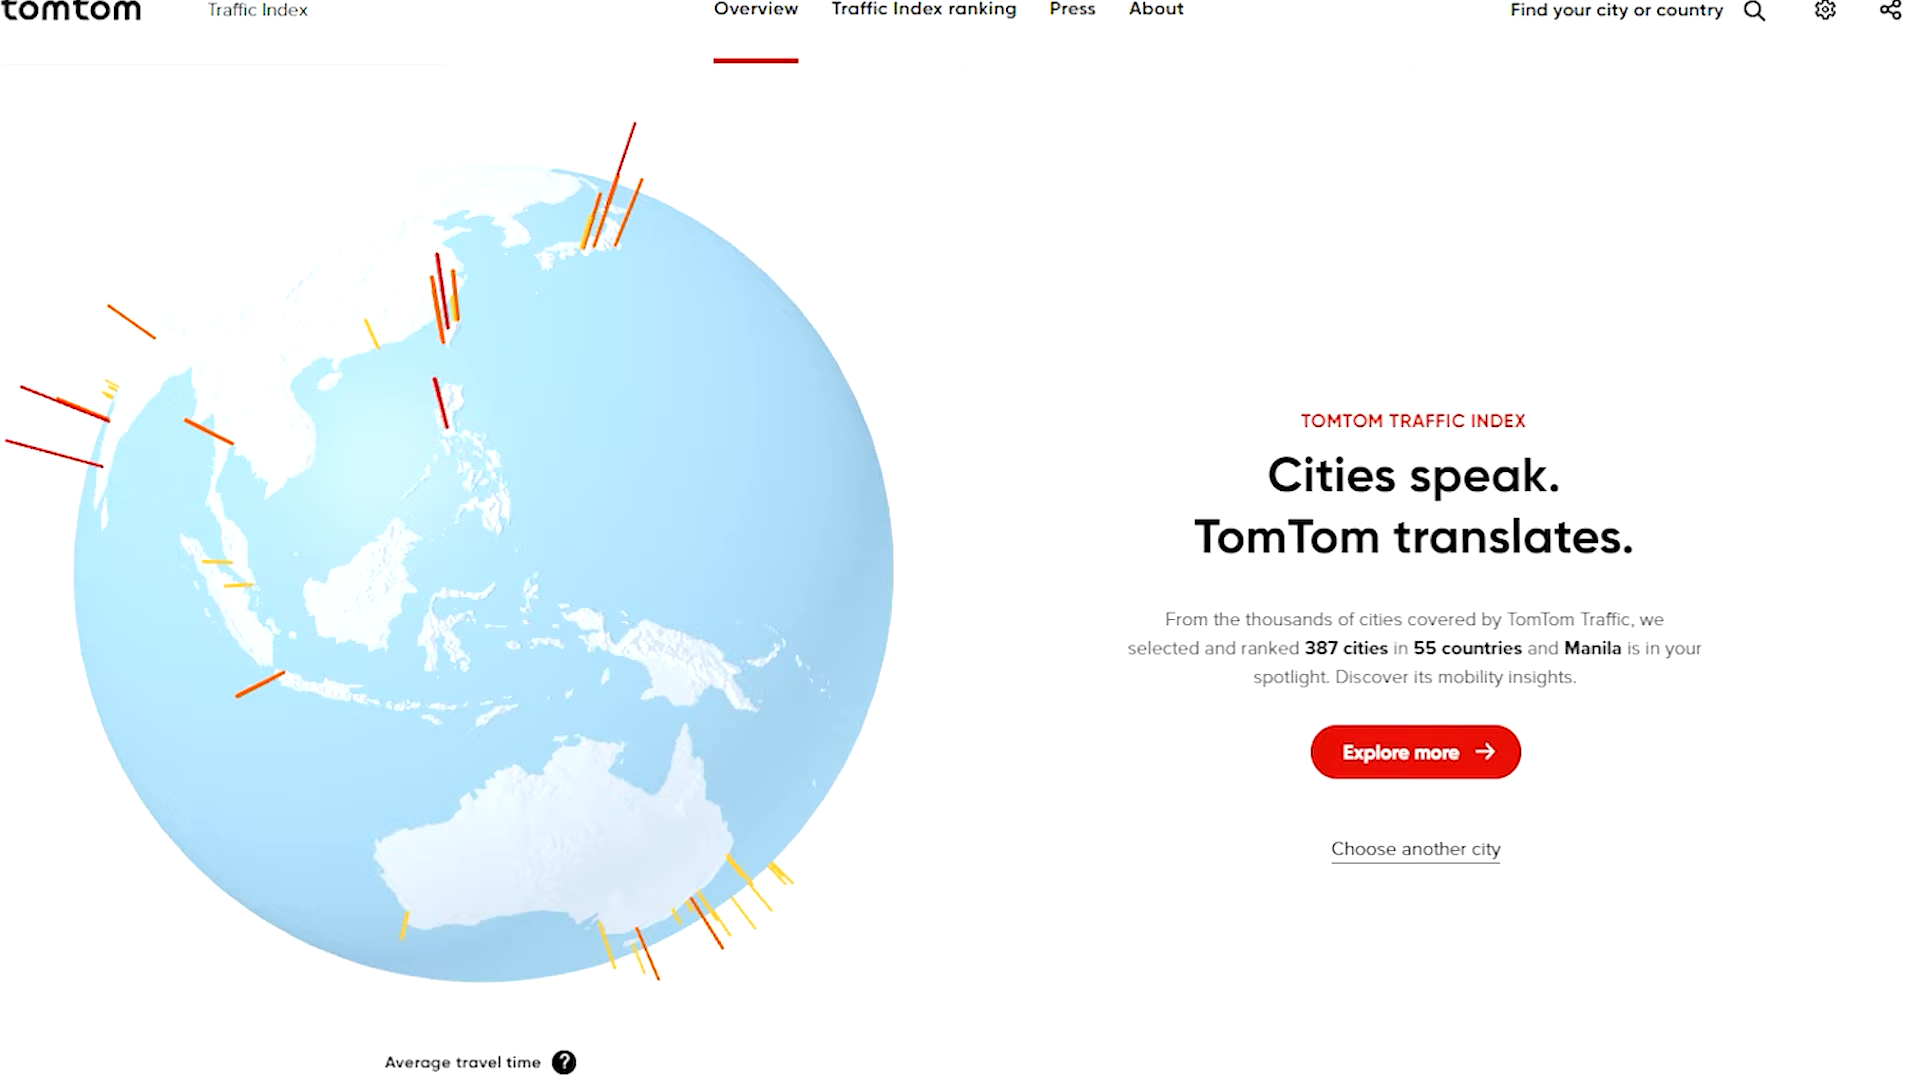 tomtom
Traffic Index
Overview
Traffic Index ranking
Press
About
Find your city or country
TOMTOM TRAFFIC INDEX
Cities speak.
TomTom translates.
From the thousands of cities covered by TomTom Traffic, we
selected and ranked 387 cities in 55 countries and Manila is in your
spotlight. Discover its mobility insights.
Explore more →
Choose another city
Average travel time ?